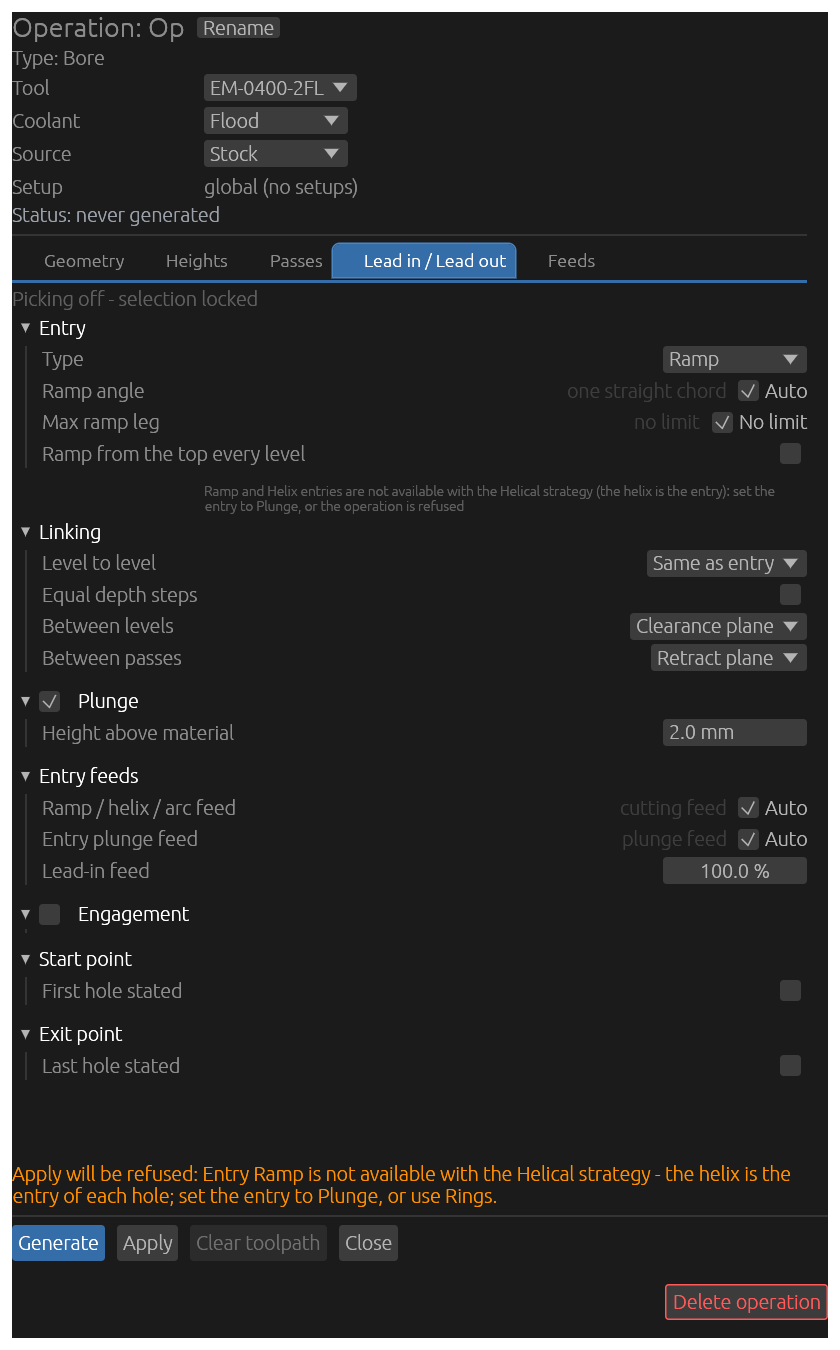 Operation: Op Rename
Type: Bore
Tool EM-0400-2FL
Coolant Flood
Source Stock
Setup global (no setups)
Status: never generated
Geometry Heights Passes Lead in / Lead out Feeds
Picking off - selection locked
Entry
Type Ramp
Ramp angle one straight chord Auto
Max ramp leg no limit No limit
Ramp from the top every level
Ramp and Helix entries are not available with the Helical strategy (the helix is the entry): set the
entry to Plunge, or the operation is refused
Linking
Level to level Same as entry
Equal depth steps
Between levels Clearance plane
Between passes Retract plane
Plunge
Height above material 2.0 mm
Entry feeds
Ramp / helix / arc feed cutting feed Auto
Entry plunge feed plunge feed Auto
Lead-in feed 100.0 %
Engagement
Start point
First hole stated
Exit point
Last hole stated
Apply will be refused: Entry Ramp is not available with the Helical strategy - the helix is the
entry of each hole; set the entry to Plunge, or use Rings.
Generate Apply Clear toolpath Close
Delete operation